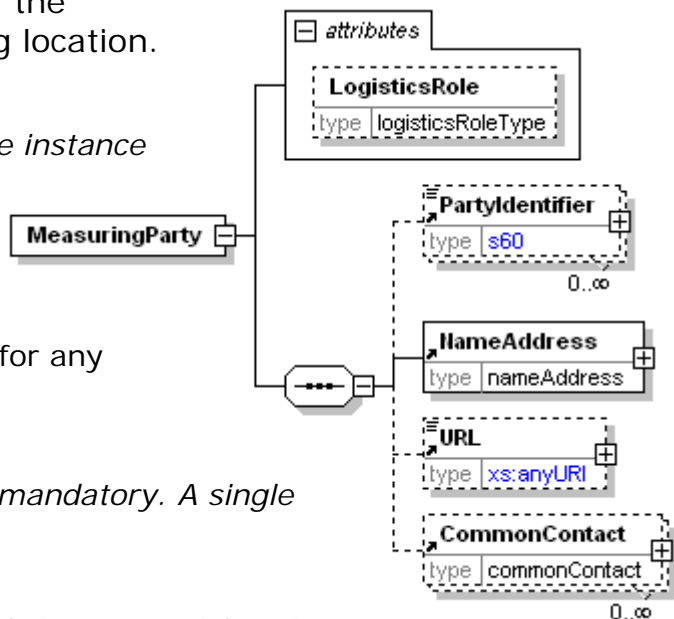 the
g location.
e instance
for any
mandatory. A single
attributes
LogisticsRole
type logisticsRoleType
MeasuringParty
PartyIdentifier
type s60
0..∞
NameAddress
type nameAddress
URL
type xs:anyURI
CommonContact
type commonContact
0..∞